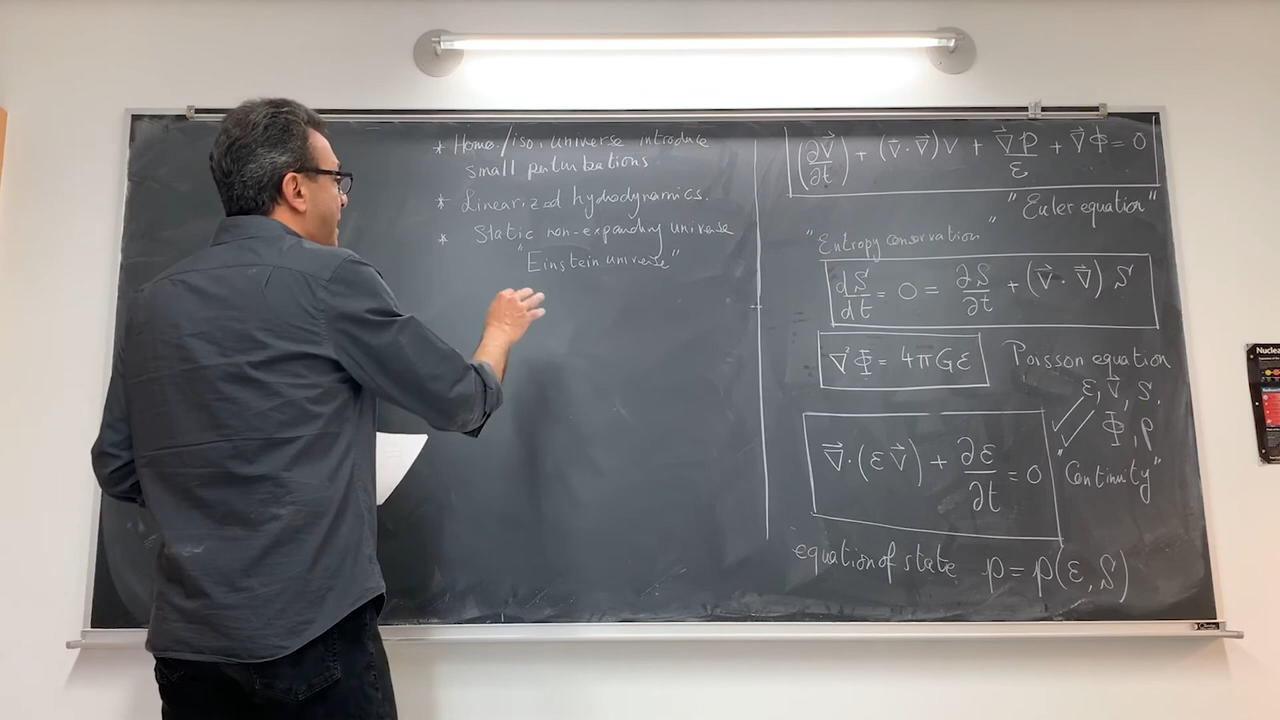 * Homo./iso. universe introduce
small perturbations.
* Linearized hydrodynamics.
* Static non-expanding universe
"Einstein universe"
(∂v⃗/∂t) + (v⃗·∇⃗)v + ∇⃗p/ε + ∇⃗Φ = 0
" "Euler equation"
"Entropy conservation
dS/dt = 0 = ∂S/∂t + (v⃗·∇⃗) S
∇²Φ = 4πGε Poisson equation
ε, v⃗, S,
Φ, p
∇⃗·(εv⃗) + ∂ε/∂t = 0 "Continuity"
equation of state p = p(ε, S)
Nuclea